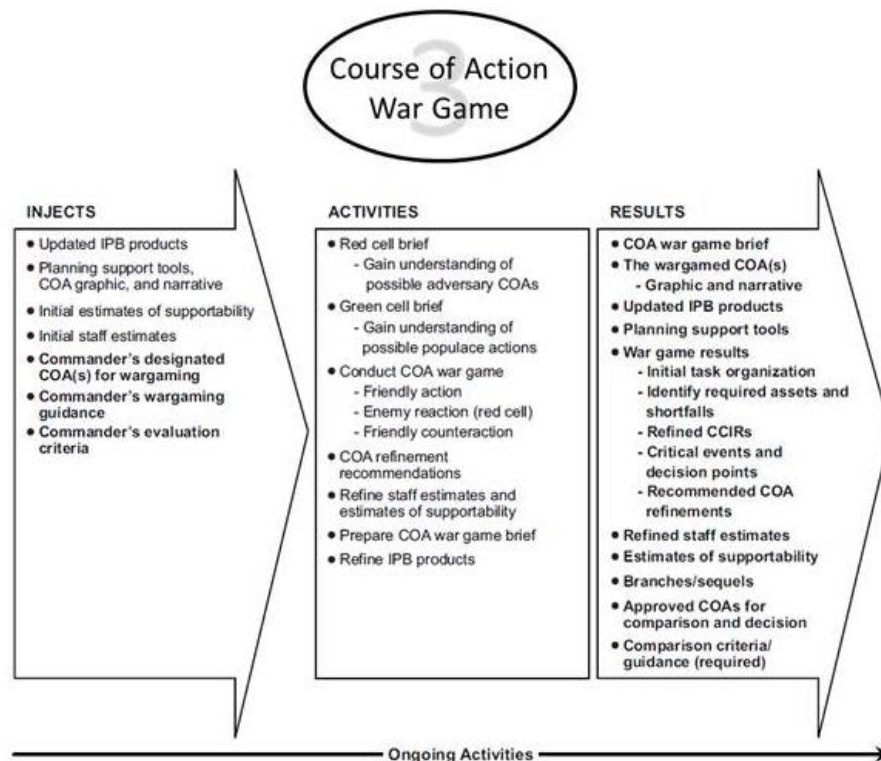 3
Course of Action
War Game
INJECTS
● Updated IPB products
● Planning support tools,
COA graphic, and narrative
● Initial estimates of supportability
● Initial staff estimates
● Commander's designated
COA(s) for wargaming
● Commander's wargaming
guidance
● Commander's evaluation
criteria
ACTIVITIES
● Red cell brief
- Gain understanding of
possible adversary COAs
● Green cell brief
- Gain understanding of
possible populace actions
● Conduct COA war game
- Friendly action
- Enemy reaction (red cell)
- Friendly counteraction
● COA refinement
recommendations
● Refine staff estimates and
estimates of supportability
● Prepare COA war game brief
● Refine IPB products
RESULTS
● COA war game brief
● The wargamed COA(s)
- Graphic and narrative
● Updated IPB products
● Planning support tools
● War game results
- Initial task organization
- Identify required assets and
shortfalls
- Refined CCIRs
- Critical events and
decision points
- Recommended COA
refinements
● Refined staff estimates
● Estimates of supportability
● Branches/sequels
● Approved COAs for
comparison and decision
● Comparison criteria/
guidance (required)
Ongoing Activities